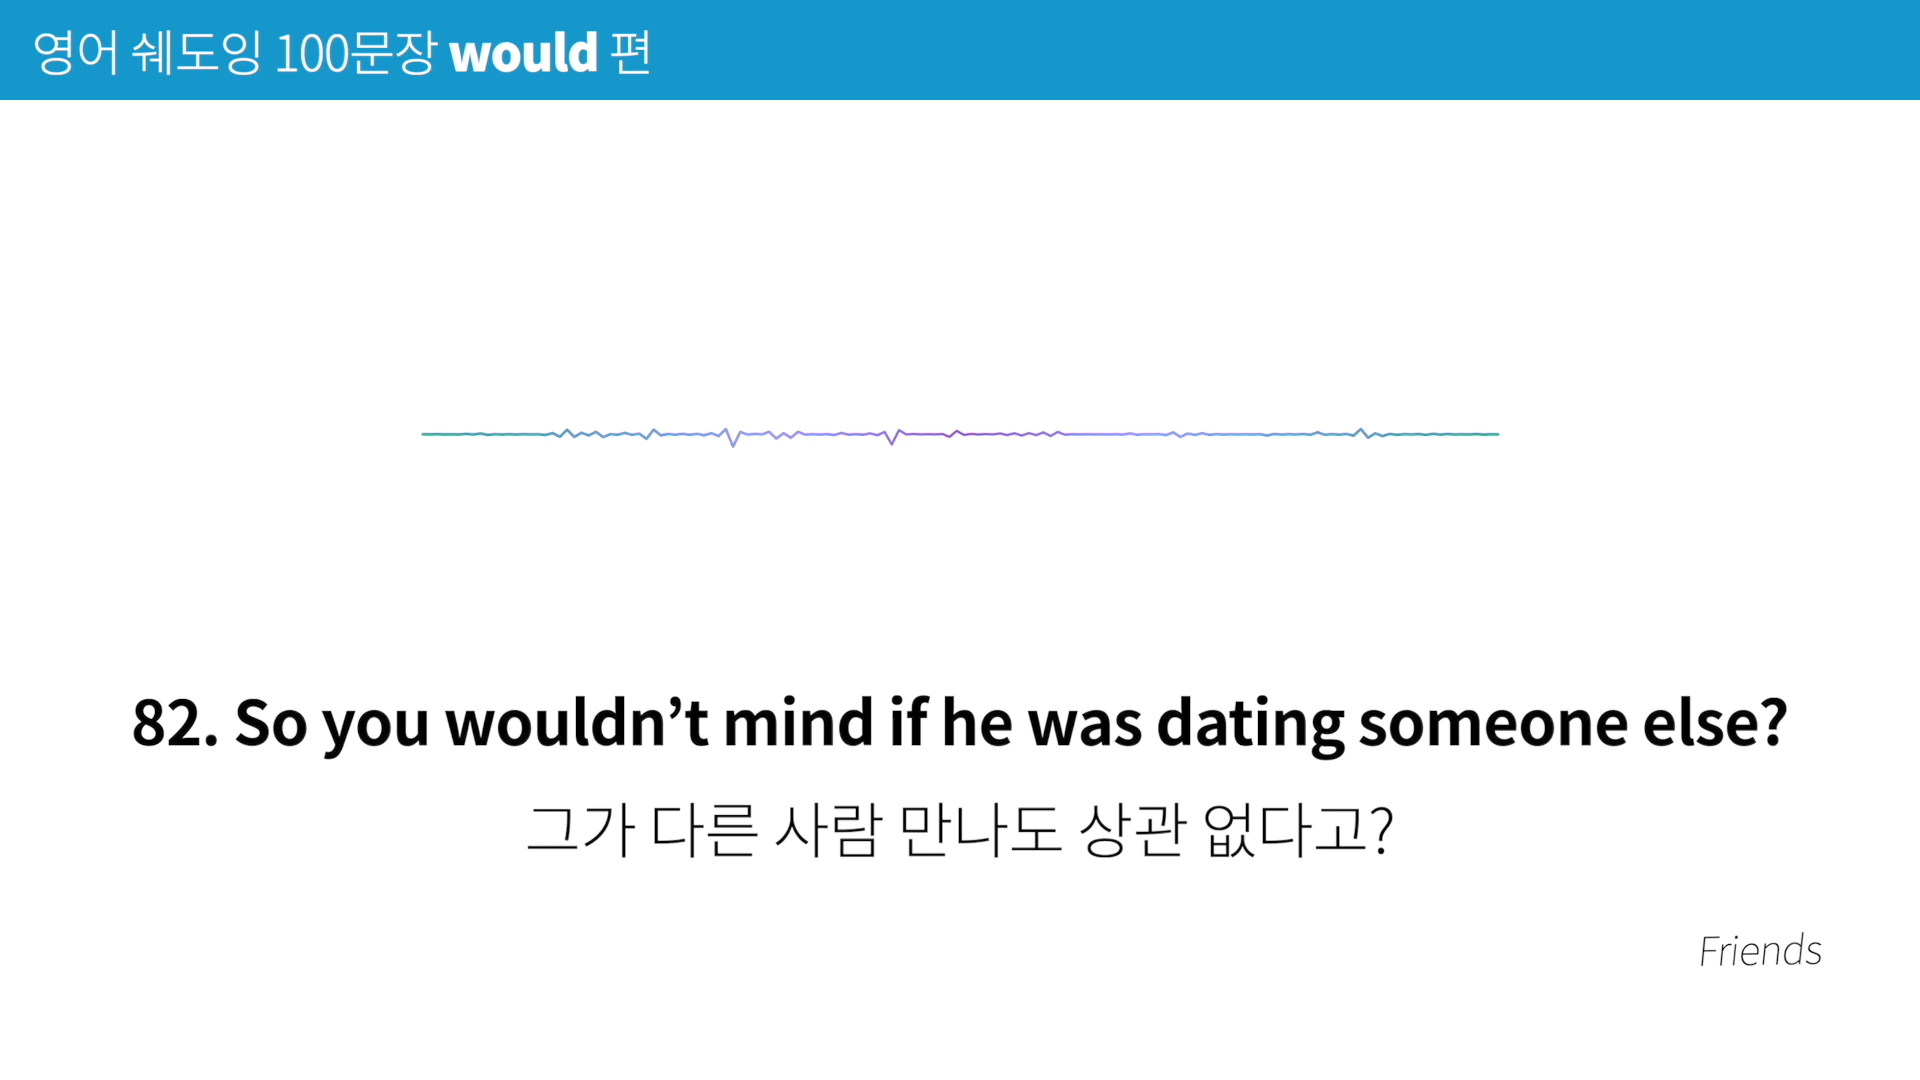 영어 쉐도잉 100문장 would 편
82. So you wouldn’t mind if he was dating someone else?
그가 다른 사람 만나도 상관 없다고?
Friends